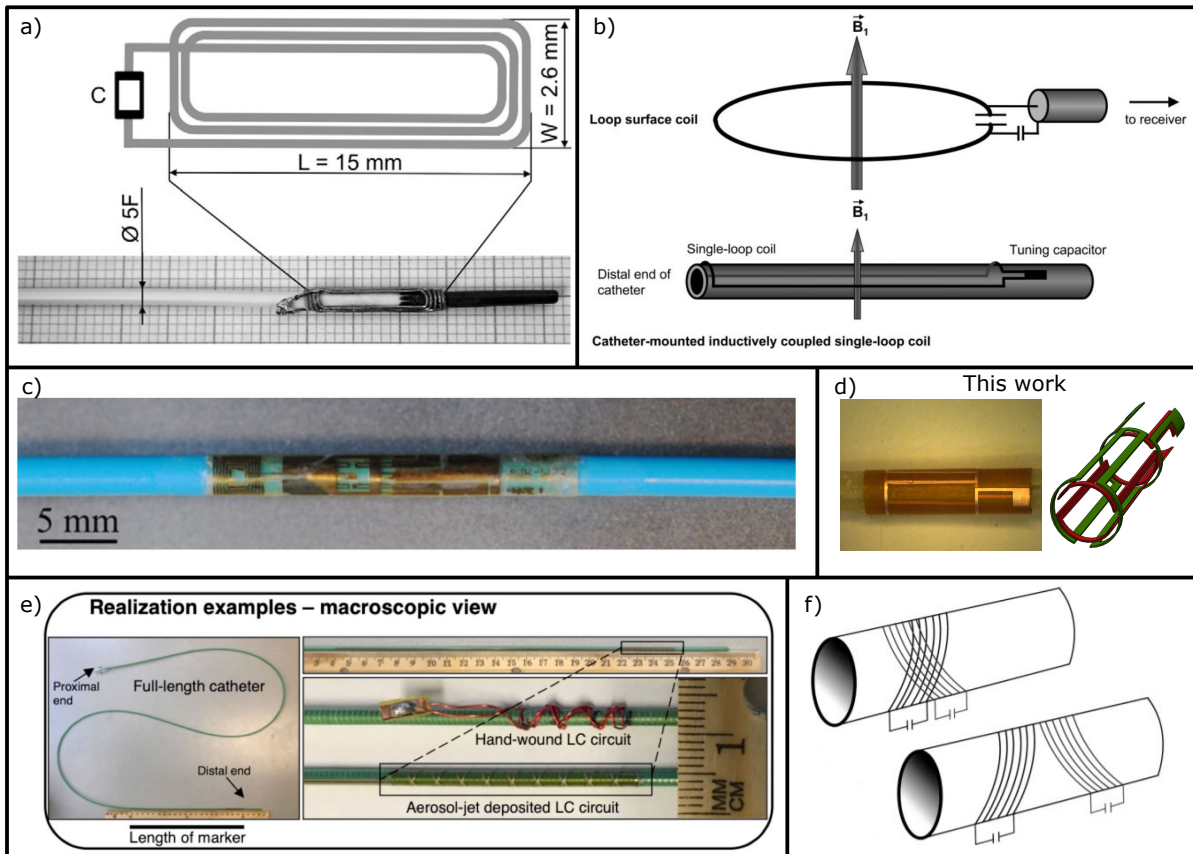 a)
C
W = 2.6 mm
L = 15 mm
Ø 5F
b)
B₁
Loop surface coil
to receiver
B₁
Single-loop coil
Tuning capacitor
Distal end of
catheter
Catheter-mounted inductively coupled single-loop coil
c)
5 mm
d)
This work
e)
Realization examples – macroscopic view
Proximal
end
Full-length catheter
Distal end
Length of marker
Hand-wound LC circuit
Aerosol-jet deposited LC circuit
1
MM
CM
f)